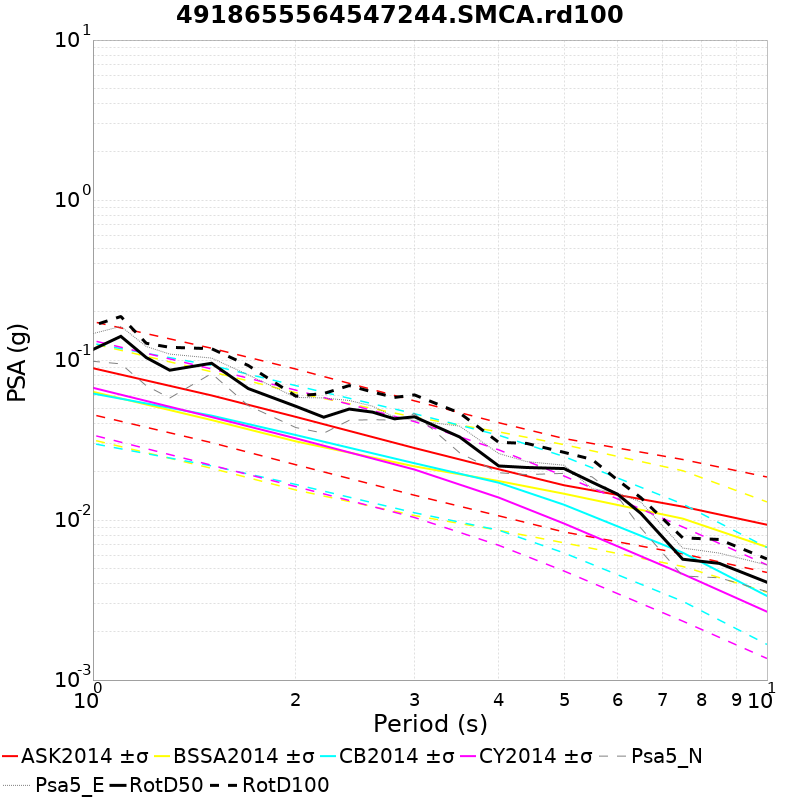 4918655564547244.SMCA.rd100
10^1
10^0
10^-1
10^-2
10^-3
PSA (g)
10^0 2 3 4 5 6 7 8 9 10^1
Period (s)
ASK2014 ±σ BSSA2014 ±σ CB2014 ±σ CY2014 ±σ Psa5_N
Psa5_E RotD50 RotD100